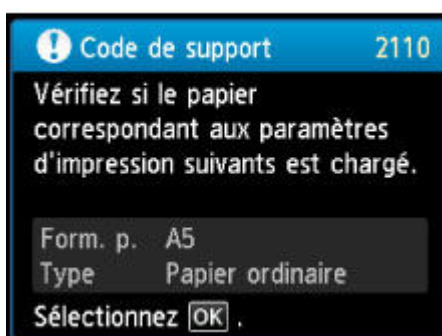 Code de support 2110
Vérifiez si le papier
correspondant aux paramètres
d'impression suivants est chargé.
Form. p. A5
Type Papier ordinaire
Sélectionnez OK .